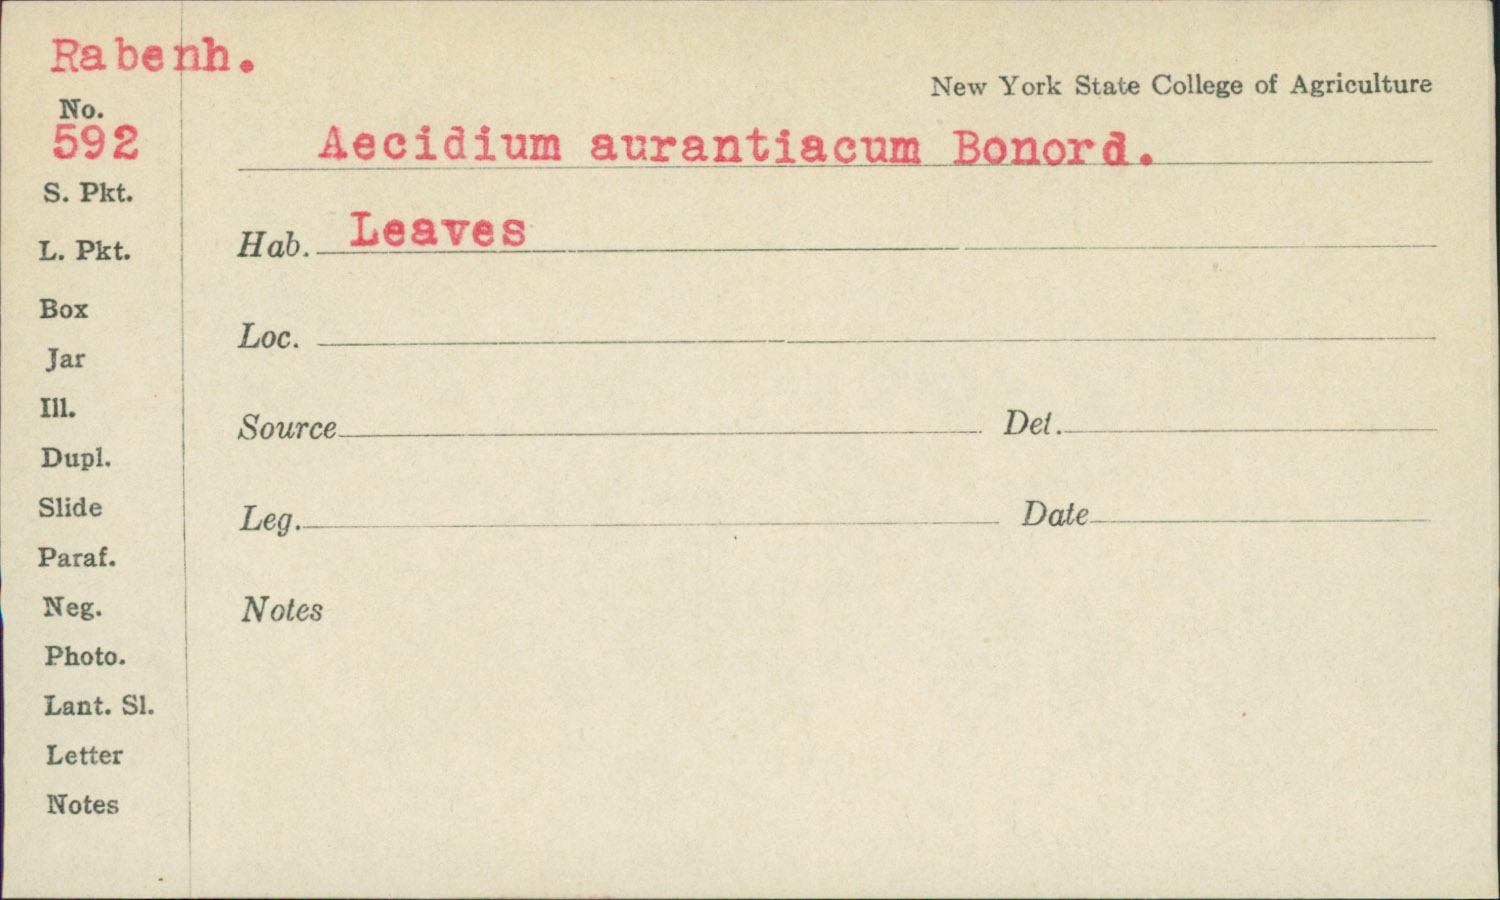 Rabenh.
New York State College of Agriculture
No.
592
Aecidium aurantiacum Bonord.
S. Pkt.
Hab. Leaves
L. Pkt.
Box
Loc.
Jar
Ill.
Source Det.
Dupl.
Slide
Leg. Date
Paraf.
Neg.
Notes
Photo.
Lant. Sl.
Letter
Notes